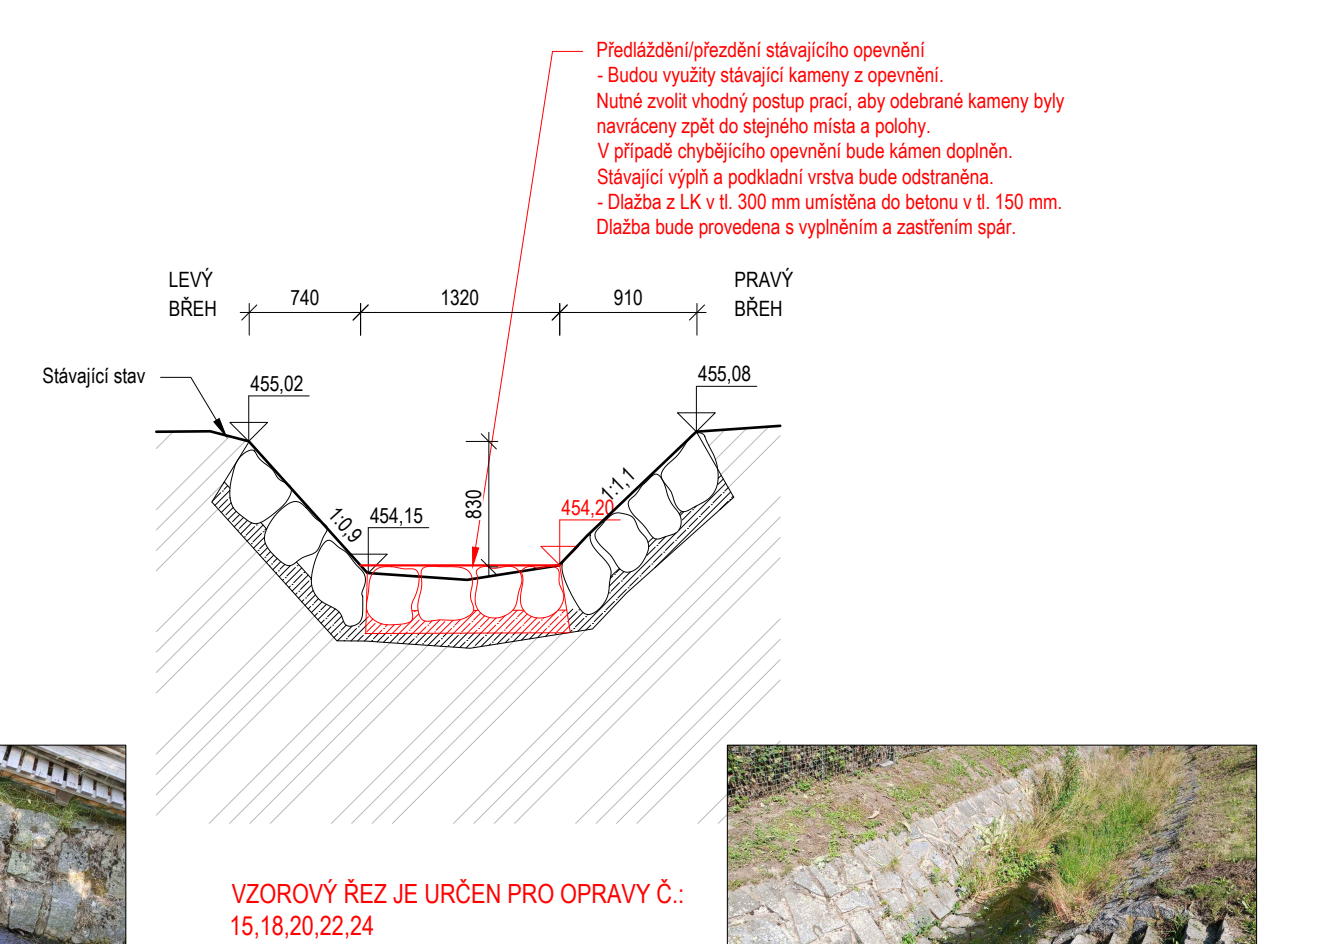 Předláždění/přezdění stávajícího opevnění
- Budou využity stávající kameny z opevnění.
Nutné zvolit vhodný postup prací, aby odebrané kameny byly
navráceny zpět do stejného místa a polohy.
V případě chybějícího opevnění bude kámen doplněn.
Stávající výplň a podkladní vrstva bude odstraněna.
- Dlažba z LK v tl. 300 mm umístěna do betonu v tl. 150 mm.
Dlažba bude provedena s vyplněním a zastřením spár.
LEVÝ
BŘEH
740
1320
910
PRAVÝ
BŘEH
Stávající stav
455,02
455,08
1:0,9
454,15
830
454,20
1:1,1
VZOROVÝ ŘEZ JE URČEN PRO OPRAVY Č.:
15,18,20,22,24